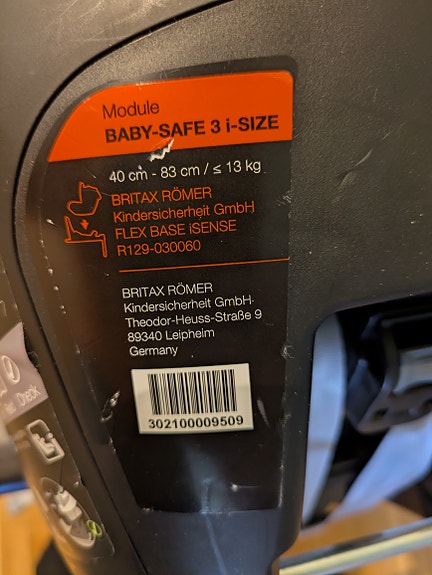 Module
BABY-SAFE 3 i-SIZE
40 cm - 83 cm / ≤ 13 kg
BRITAX RÖMER
Kindersicherheit GmbH
FLEX BASE iSENSE
R129-030060
BRITAX RÖMER
Kindersicherheit GmbH
Theodor-Heuss-Straße 9
89340 Leipheim
Germany
302100009509